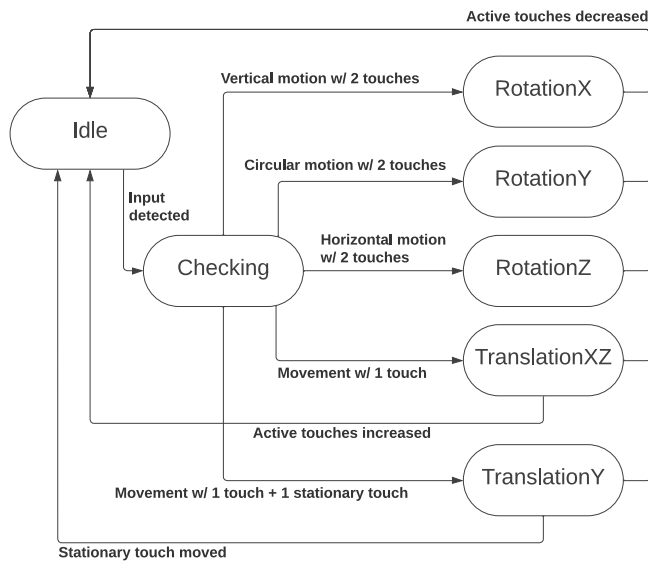 Active touches decreased
Vertical motion w/ 2 touches
RotationX
Idle
Circular motion w/ 2 touches
RotationY
Input
detected
Horizontal motion
w/ 2 touches
Checking
RotationZ
TranslationXZ
Movement w/ 1 touch
Active touches increased
TranslationY
Movement w/ 1 touch + 1 stationary touch
Stationary touch moved